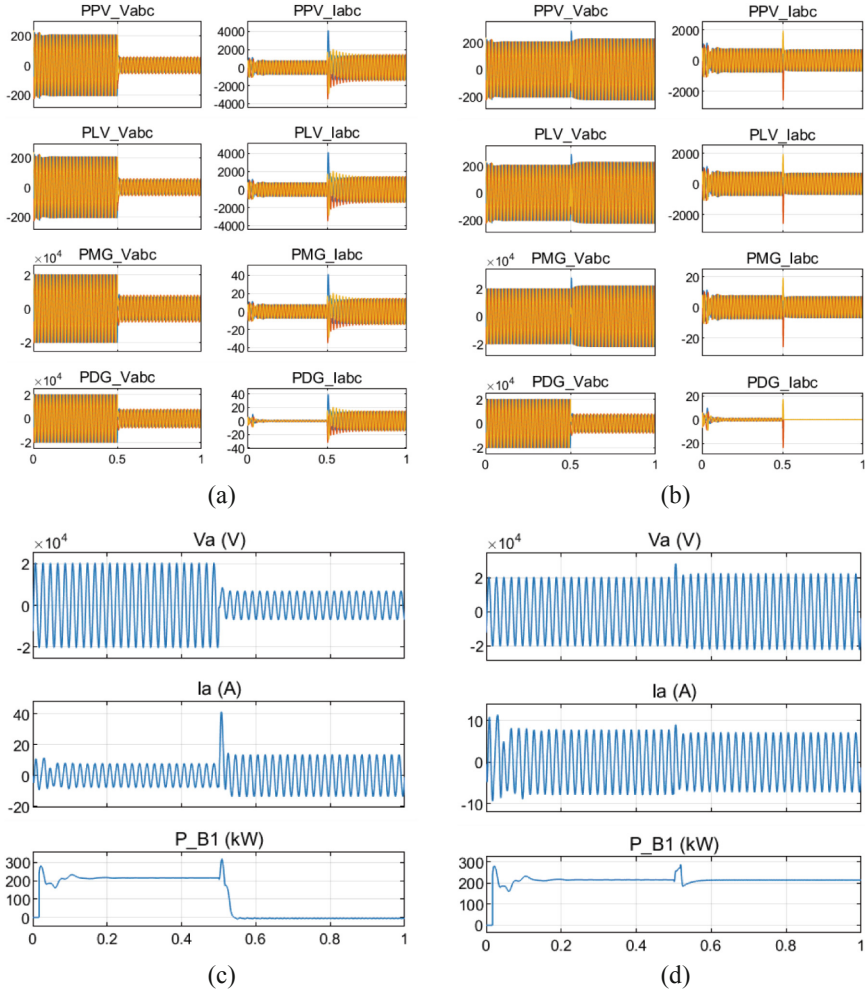 PPV_Vabc PPV_Iabc
200 0 -200
4000 2000 0 -2000 -4000
PLV_Vabc PLV_Iabc
200 0 -200
4000 2000 0 -2000 -4000
PMG_Vabc PMG_Iabc
×10⁴ 2 0 -2
40 20 0 -20 -40
PDG_Vabc PDG_Iabc
×10⁴ 2 0 -2
40 20 0 -20 -40
0 0.5 1 0 0.5 1
(a)
PPV_Vabc PPV_Iabc
200 0 -200
2000 0 -2000
PLV_Vabc PLV_Iabc
200 0 -200
2000 0 -2000
PMG_Vabc PMG_Iabc
×10⁴ 2 0 -2
20 0 -20
PDG_Vabc PDG_Iabc
×10⁴ 2 0 -2
20 0 -20
0 0.5 1 0 0.5 1
(b)
Va (V)
×10⁴ 2 0 -2
Ia (A)
40 20 0 -20
P_B1 (kW)
300 200 100 0
0 0.2 0.4 0.6 0.8 1
(c)
Va (V)
×10⁴ 2 0 -2
Ia (A)
10 0 -10
P_B1 (kW)
300 200 100 0
0 0.2 0.4 0.6 0.8 1
(d)